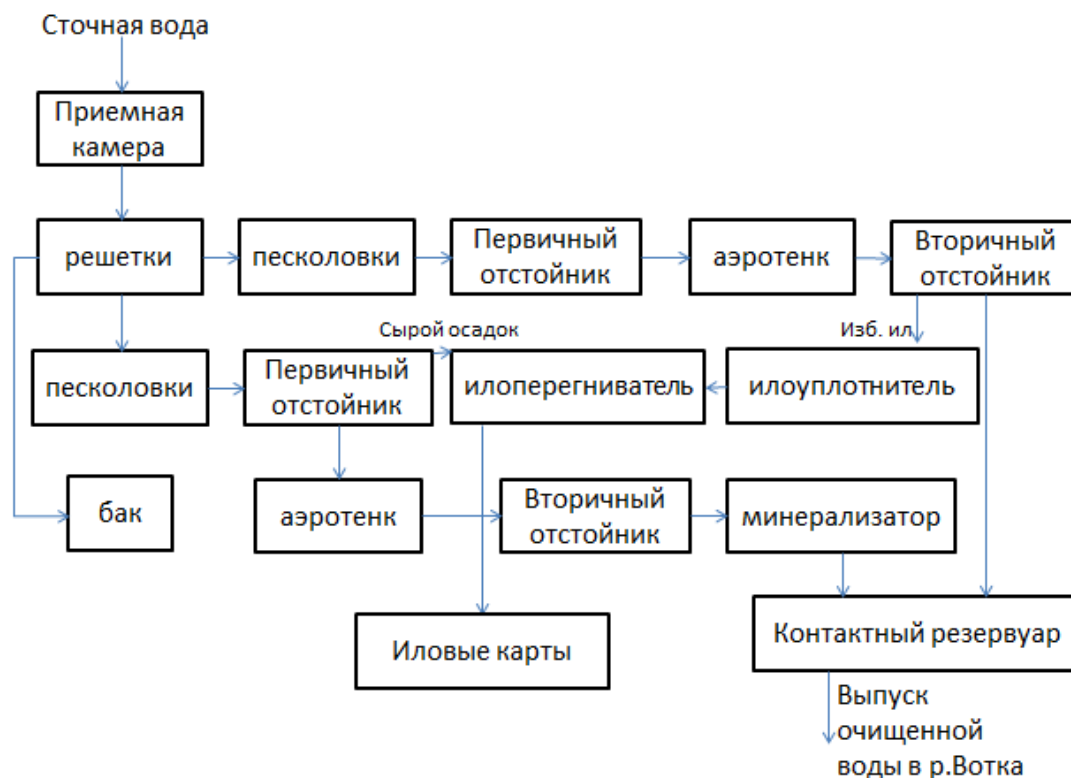 Сточная вода
Приемная
камера
решетки
песколовки
Первичный
отстойник
аэротенк
Вторичный
отстойник
Сырой осадок
Изб. ил
песколовки
Первичный
отстойник
илоперегниватель
илоуплотнитель
бак
аэротенк
Вторичный
отстойник
минерализатор
Иловые карты
Контактный резервуар
Выпуск
очищенной
воды в р.Вотка